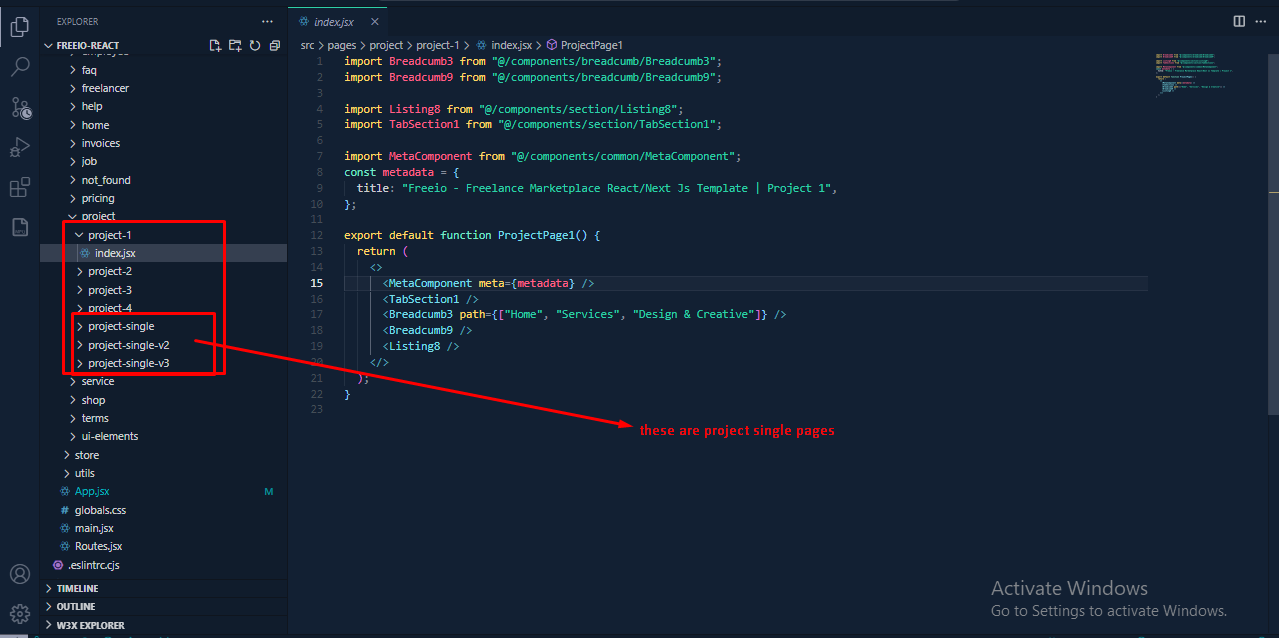 EXPLORER
FREEIO-REACT
faq
freelancer
help
home
invoices
job
not_found
pricing
project
project-1
index.jsx
project-2
project-3
project-4
project-single
project-single-v2
project-single-v3
service
shop
terms
ui-elements
store
utils
App.jsx M
globals.css
main.jsx
Routes.jsx
.eslintrc.cjs
TIMELINE
OUTLINE
W3X EXPLORER
index.jsx
src > pages > project > project-1 > index.jsx > ProjectPage1
1 import Breadcumb3 from "@/components/breadcumb/Breadcumb3";
2 import Breadcumb9 from "@/components/breadcumb/Breadcumb9";
3
4 import Listing8 from "@/components/section/Listing8";
5 import TabSection1 from "@/components/section/TabSection1";
6
7 import MetaComponent from "@/components/common/MetaComponent";
8 const metadata = {
9 title: "Freeio - Freelance Marketplace React/Next Js Template | Project 1",
10 };
11
12 export default function ProjectPage1() {
13 return (
14 <>
15 <MetaComponent meta={metadata} />
16 <TabSection1 />
17 <Breadcumb3 path={["Home", "Services", "Design & Creative"]} />
18 <Breadcumb9 />
19 <Listing8 />
20 </>
21 );
22 }
23
these are project single pages
Activate Windows
Go to Settings to activate Windows.